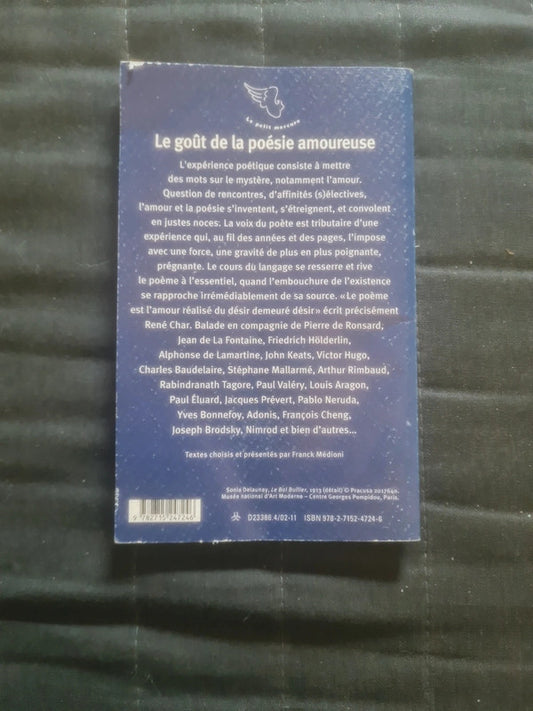 Le petit mercure
Le goût de la poésie amoureuse
L'expérience poétique consiste à mettre
des mots sur le mystère, notamment l'amour.
Question de rencontres, d'affinités (s)électives,
l'amour et la poésie s'inventent, s'étreignent, et convolent
en justes noces. La voix du poète est tributaire d'une
expérience qui, au fil des années et des pages, l'impose
avec une force, une gravité de plus en plus poignante,
prégnante. Le cours du langage se resserre et rive
le poème à l'essentiel, quand l'embouchure de l'existence
se rapproche irrémédiablement de sa source. « Le poème
est l'amour réalisé du désir demeuré désir » écrit précisément
René Char. Balade en compagnie de Pierre de Ronsard,
Jean de La Fontaine, Friedrich Hölderlin,
Alphonse de Lamartine, John Keats, Victor Hugo,
Charles Baudelaire, Stéphane Mallarmé, Arthur Rimbaud,
Rabindranath Tagore, Paul Valéry, Louis Aragon,
Paul Éluard, Jacques Prévert, Pablo Neruda,
Yves Bonnefoy, Adonis, François Cheng,
Joseph Brodsky, Nimrod et bien d'autres...
Textes choisis et présentés par Franck Médioni
Sonia Delaunay, Le Bal Bullier, 1913 (détail) © Pracusa 2017640.
Musée national d'Art Moderne – Centre Georges Pompidou, Paris.
9 782715 247246
D23386.4/02-11 ISBN 978-2-7152-4724-6